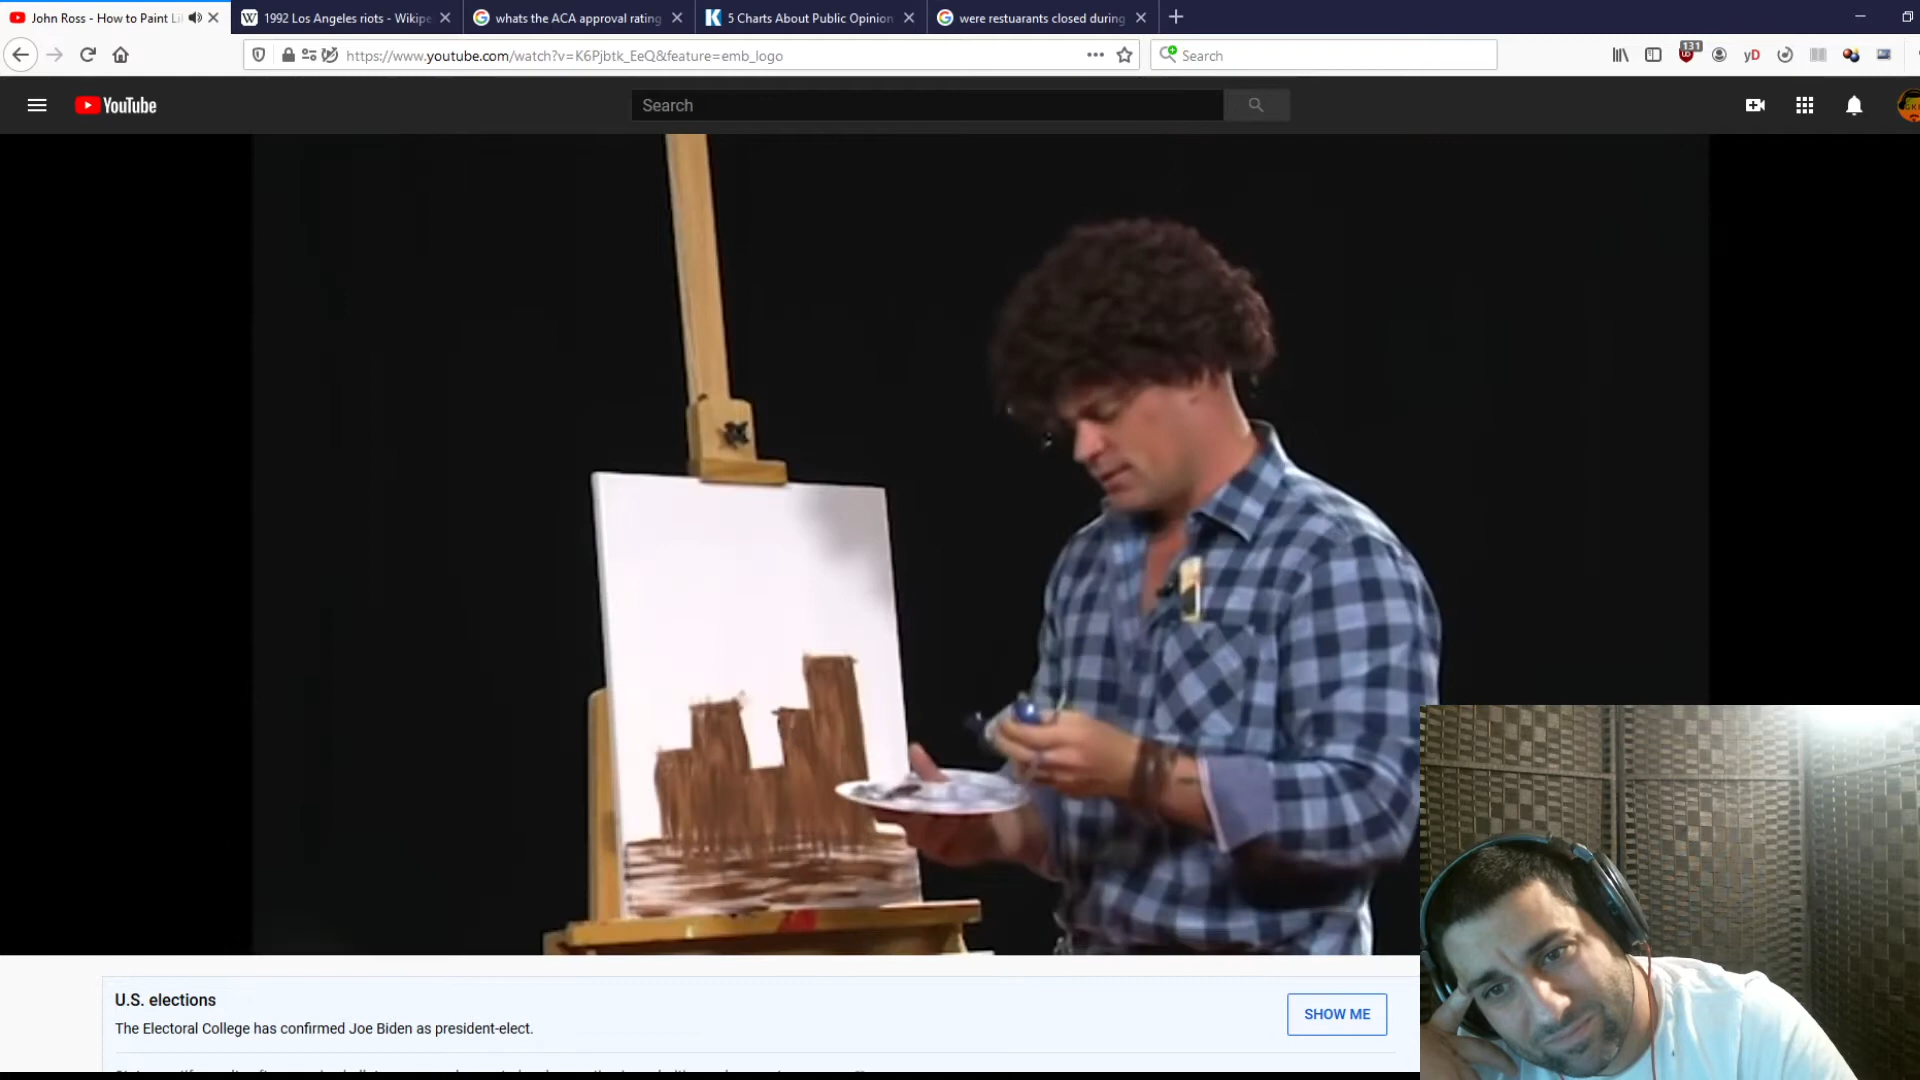 John Ross - How to Paint Li
1992 Los Angeles riots - Wikipe
whats the ACA approval rating
5 Charts About Public Opinion
were restuarants closed during
https://www.youtube.com/watch?v=K6Pjbtk_EeQ&feature=emb_logo
Search
131
yD
YouTube
Search
U.S. elections
The Electoral College has confirmed Joe Biden as president-elect.
SHOW ME